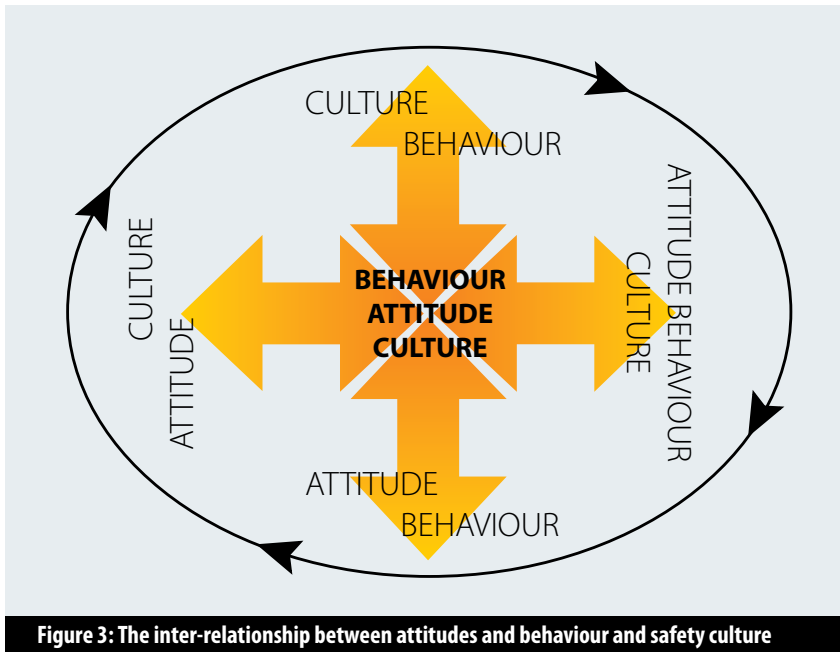 CULTURE
BEHAVIOUR
CULTURE
ATTITUDE
BEHAVIOUR
ATTITUDE
CULTURE
ATTITUDE BEHAVIOUR
CULTURE
ATTITUDE
BEHAVIOUR
Figure 3: The inter-relationship between attitudes and behaviour and safety culture